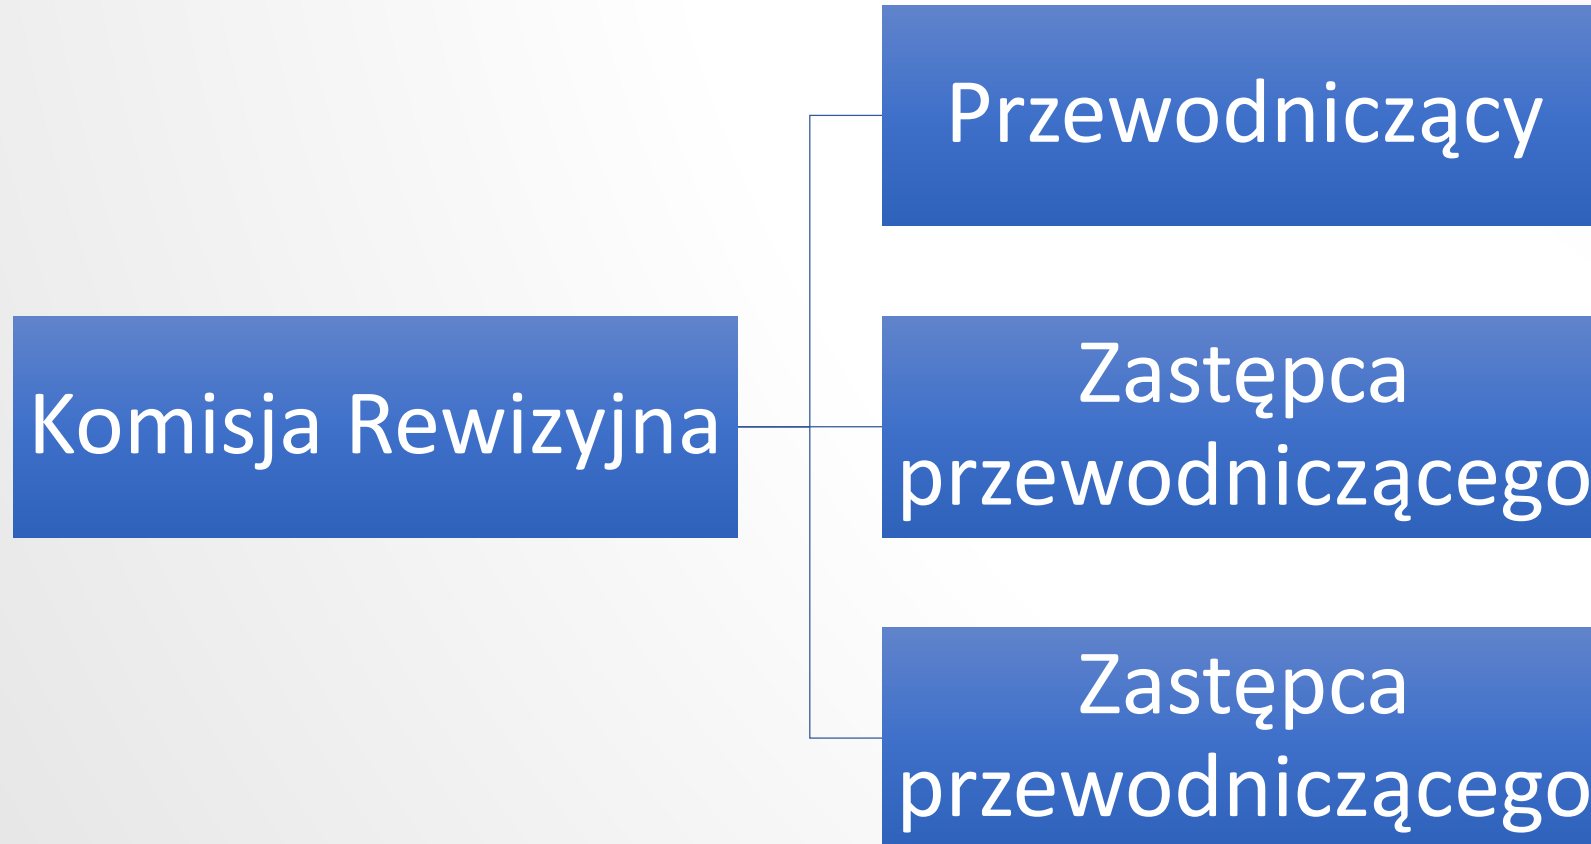 Przewodniczący
Komisja Rewizyjna
Zastępca
przewodniczącego
Zastępca
przewodniczącego